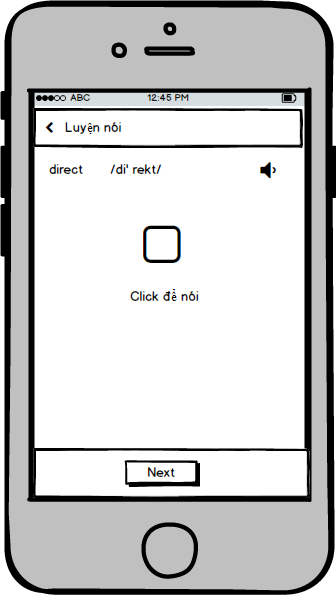 ABC 12:45 PM
Luyện nói
direct /di' rekt/
Click để nói
Next